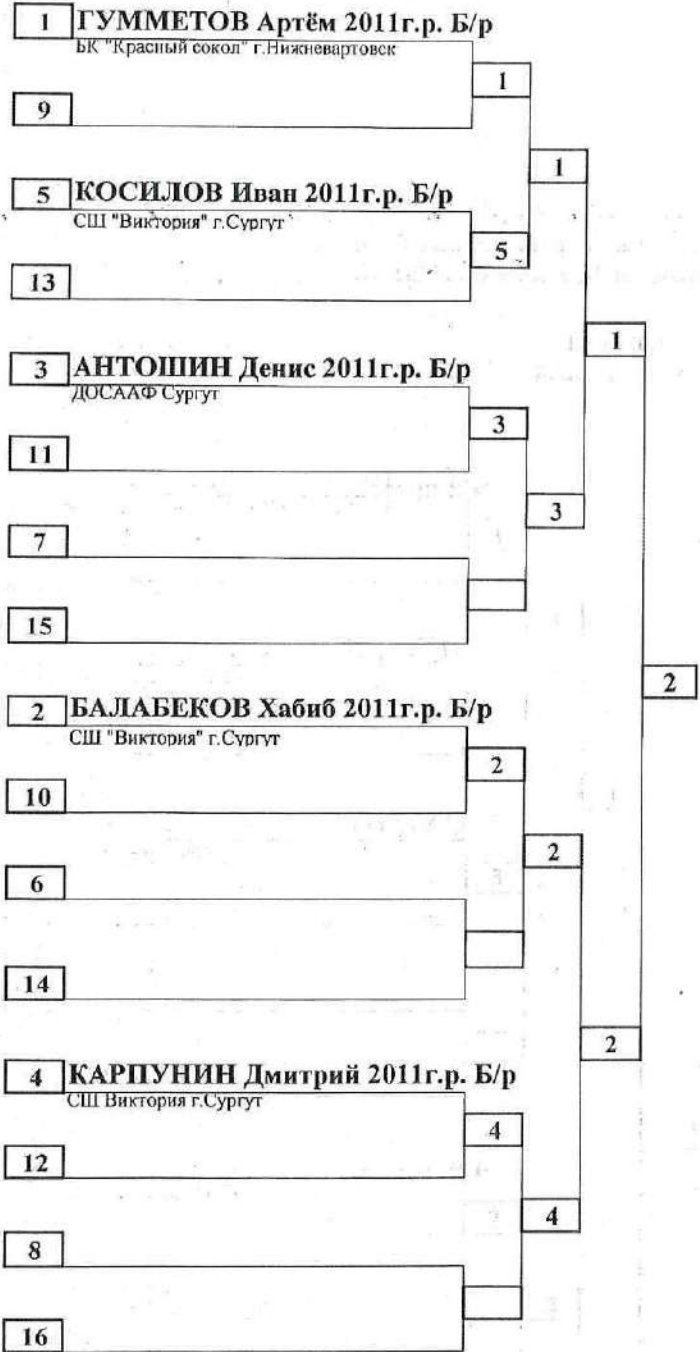 1 ГУММЕТОВ Артём 2011г.р. Б/р
БК "Красный сокол" г.Нижневартовск
1
9
1
5 КОСИЛОВ Иван 2011г.р. Б/р
СШ "Виктория" г.Сургут
5
13
1
3 АНТОШИН Денис 2011г.р. Б/р
ДОСААФ Сургут
3
11
3
7
15
2
2 БАЛАБЕКОВ Хабиб 2011г.р. Б/р
СШ "Виктория" г.Сургут
2
10
2
6
14
2
4 КАРПУНИН Дмитрий 2011г.р. Б/р
СШ Виктория г.Сургут
4
12
4
8
16